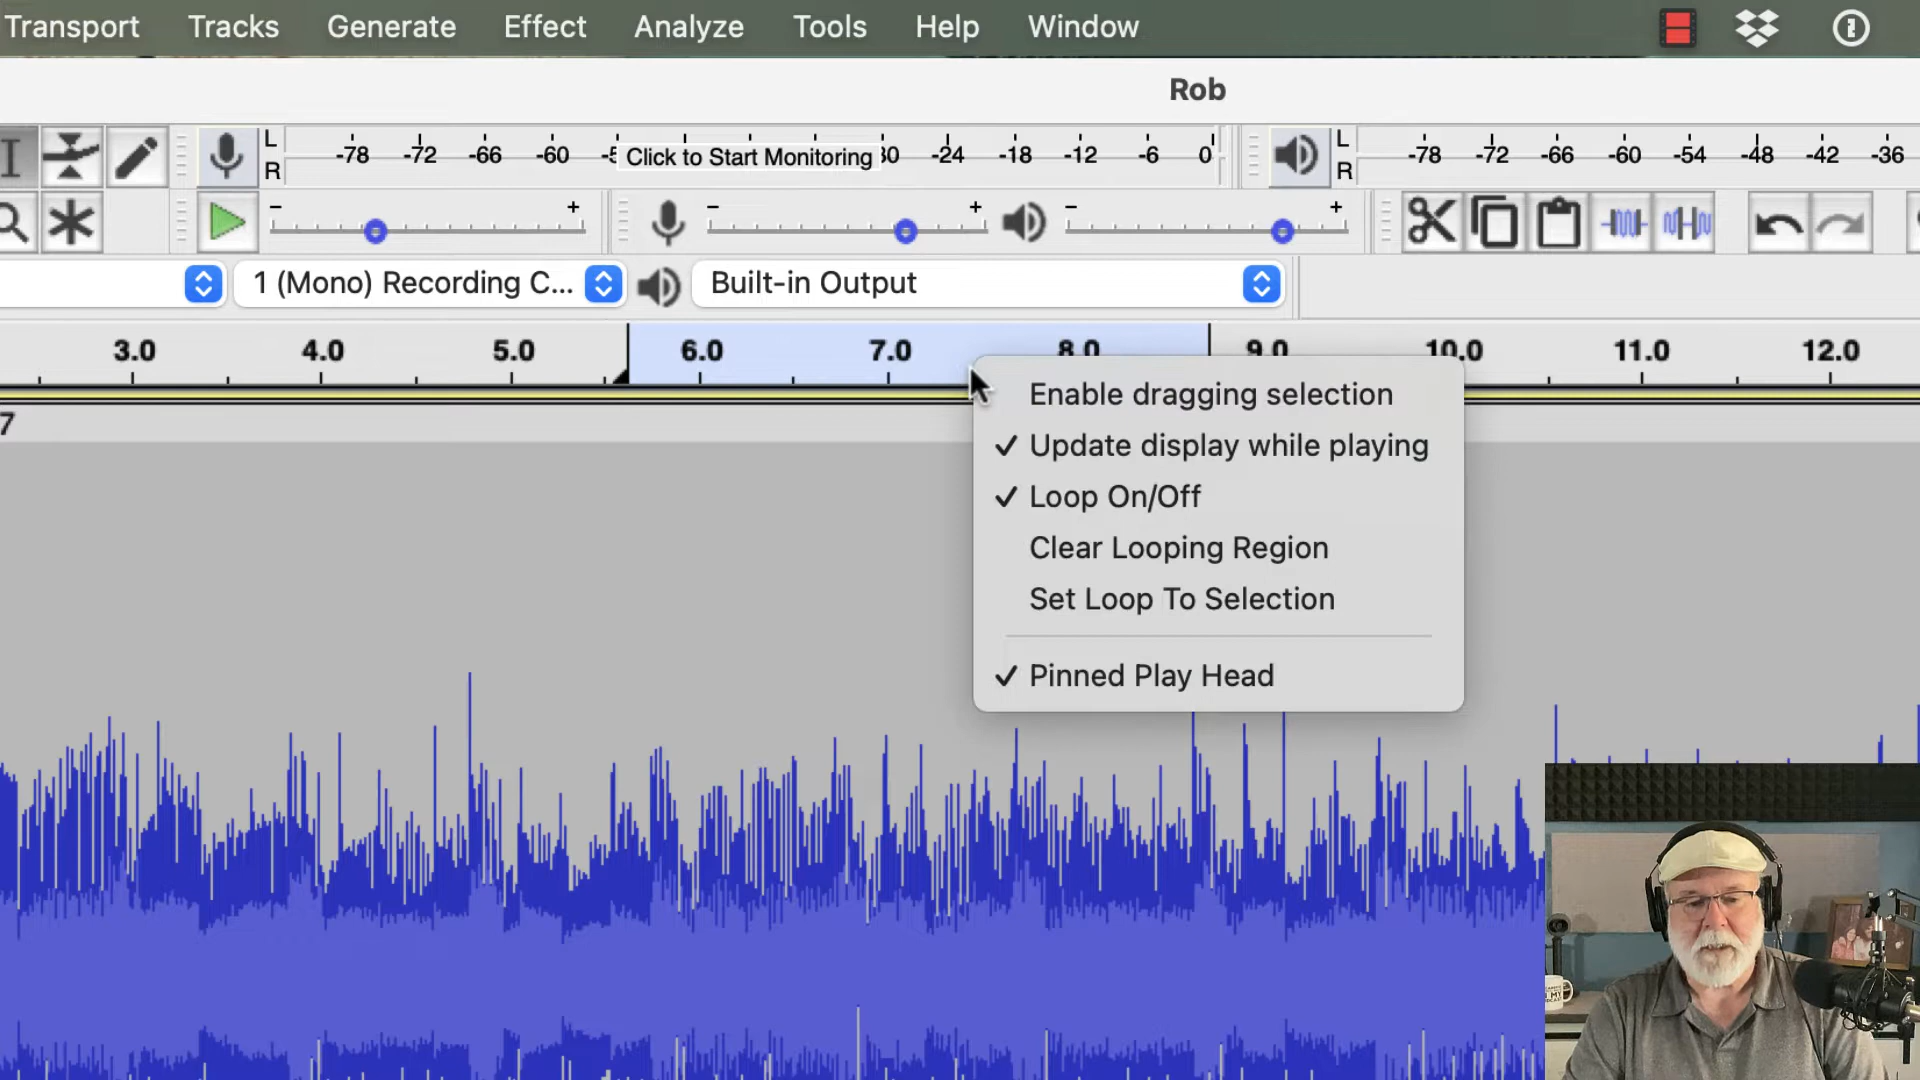 Transport Tracks Generate Effect Analyze Tools Help Window
Rob
L
R
-78 -72 -66 -60 Click to Start Monitoring -24 -18 -12 -6 0
L
R
-78 -72 -66 -60 -54 -48 -42 -36
- + - + - +
1 (Mono) Recording C... Built-in Output
3.0 4.0 5.0 6.0 7.0 8.0 9.0 10.0 11.0 12.0
7
Enable dragging selection
✓ Update display while playing
✓ Loop On/Off
Clear Looping Region
Set Loop To Selection
✓ Pinned Play Head